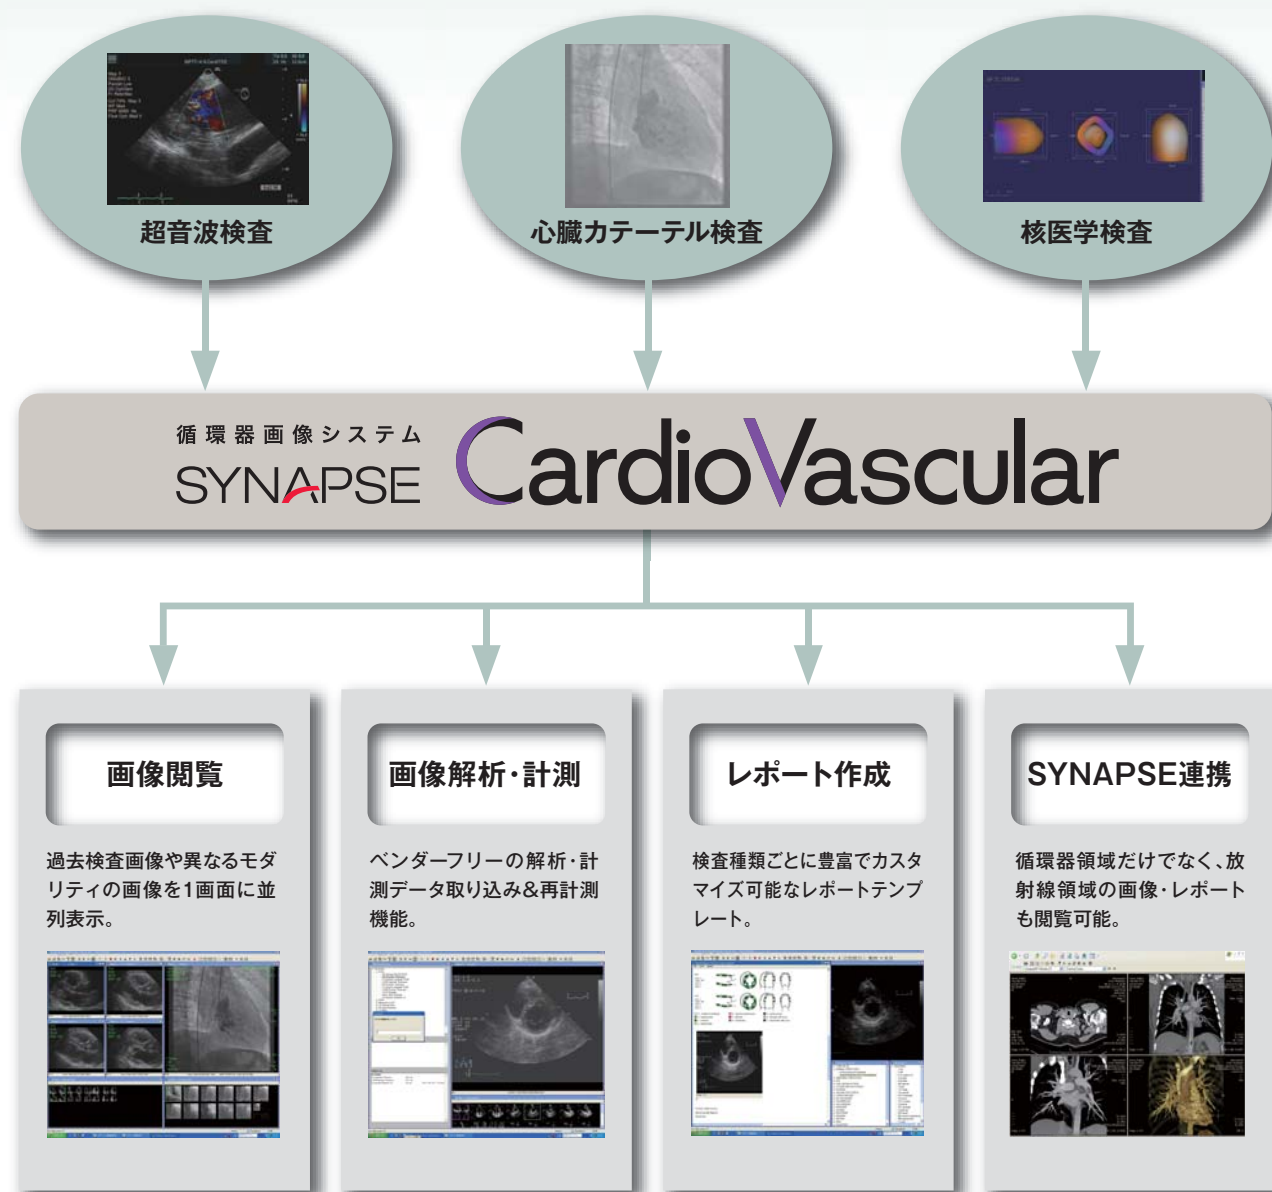 超音波検査
心臓カテーテル検査
核医学検査
循環器画像システム
SYNAPSE
CardioVascular
画像閲覧
過去検査画像や異なるモダ
リティの画像を1画面に並
列表示。
画像解析・計測
ベンダーフリーの解析・計
測データ取り込み&再計測
機能。
レポート作成
検査種類ごとに豊富でカスタ
マイズ可能なレポートテンプ
レート。
SYNAPSE連携
循環器領域だけでなく、放
射線領域の画像・レポート
も閲覧可能。